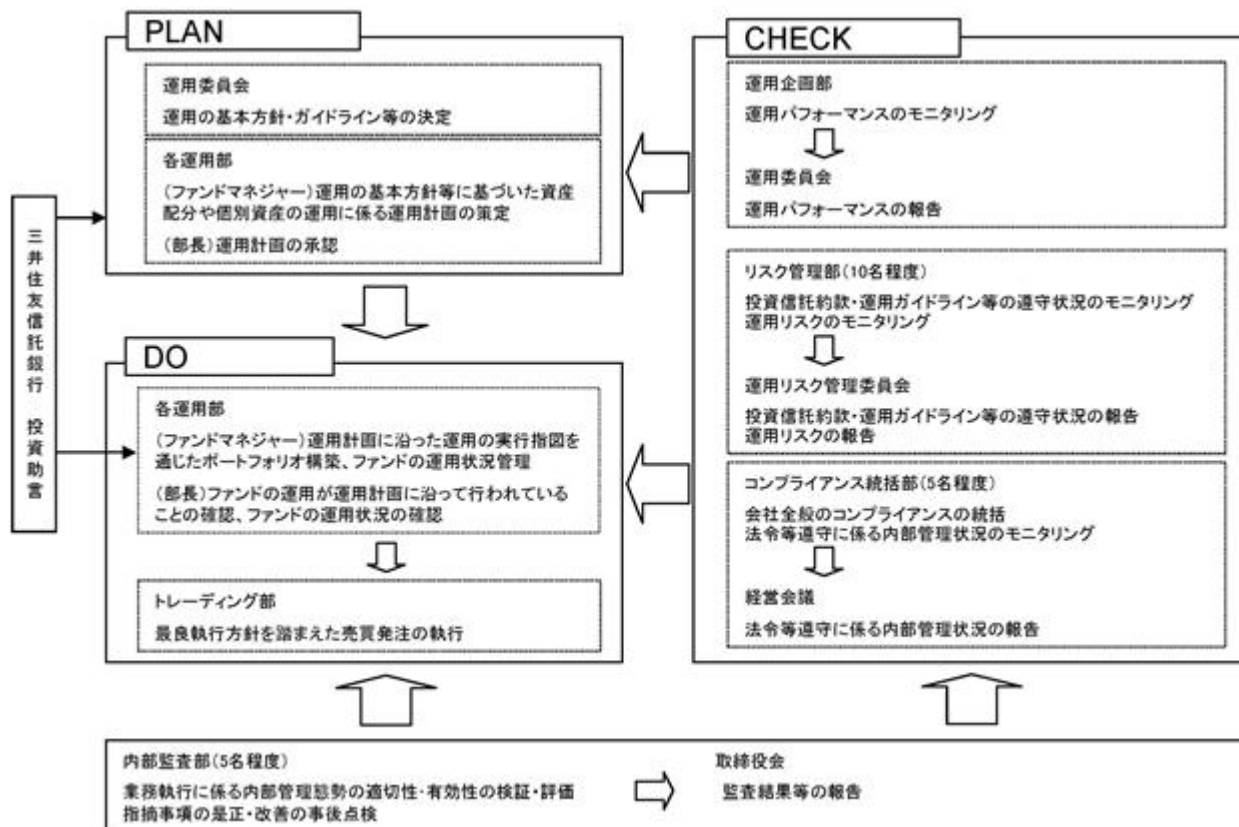 PLAN
運用委員会
運用の基本方針・ガイドライン等の決定
各運用部
(ファンドマネジャー)運用の基本方針等に基づいた資産
配分や個別資産の運用に係る運用計画の策定
(部長)運用計画の承認
三井住友信託銀行 投資助言
DO
各運用部
(ファンドマネジャー)運用計画に沿った運用の実行指図を
通じたポートフォリオ構築、ファンドの運用状況管理
(部長)ファンドの運用が運用計画に沿って行われている
ことの確認、ファンドの運用状況の確認
トレーディング部
最良執行方針を踏まえた売買発注の執行
CHECK
運用企画部
運用パフォーマンスのモニタリング
運用委員会
運用パフォーマンスの報告
リスク管理部(10名程度)
投資信託約款・運用ガイドライン等の遵守状況のモニタリング
運用リスクのモニタリング
運用リスク管理委員会
投資信託約款・運用ガイドライン等の遵守状況の報告
運用リスクの報告
コンプライアンス統括部(5名程度)
会社全般のコンプライアンスの統括
法令等遵守に係る内部管理状況のモニタリング
経営会議
法令等遵守に係る内部管理状況の報告
内部監査部(5名程度)
業務執行に係る内部管理態勢の適切性・有効性の検証・評価
指摘事項の是正・改善の事後点検
取締役会
監査結果等の報告